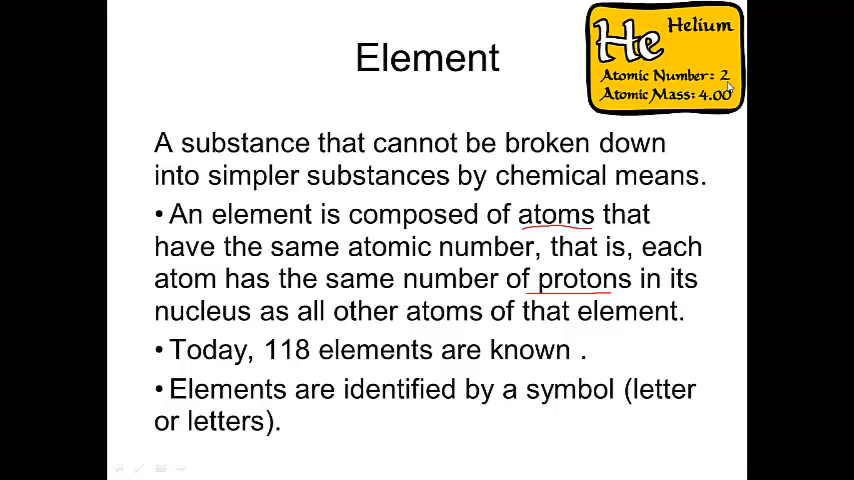 Element
He
Helium
Atomic Number: 2
Atomic Mass: 4.00
A substance that cannot be broken down
into simpler substances by chemical means.
• An element is composed of atoms that
have the same atomic number, that is, each
atom has the same number of protons in its
nucleus as all other atoms of that element.
• Today, 118 elements are known .
• Elements are identified by a symbol (letter
or letters).